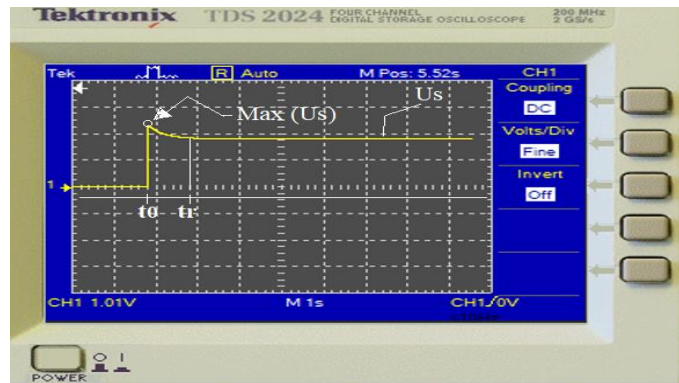 Tektronix TDS 2024 FOUR CHANNEL DIGITAL STORAGE OSCILLOSCOPE 200 MHz 2 GS/s
Tek R Auto M Pos: 5.52s CH1
Coupling
DC
Us
Max (Us)
Volts/Div
Fine
Invert
Off
1
to tr
CH1 1.01V M 1s CH1 0V
POWER